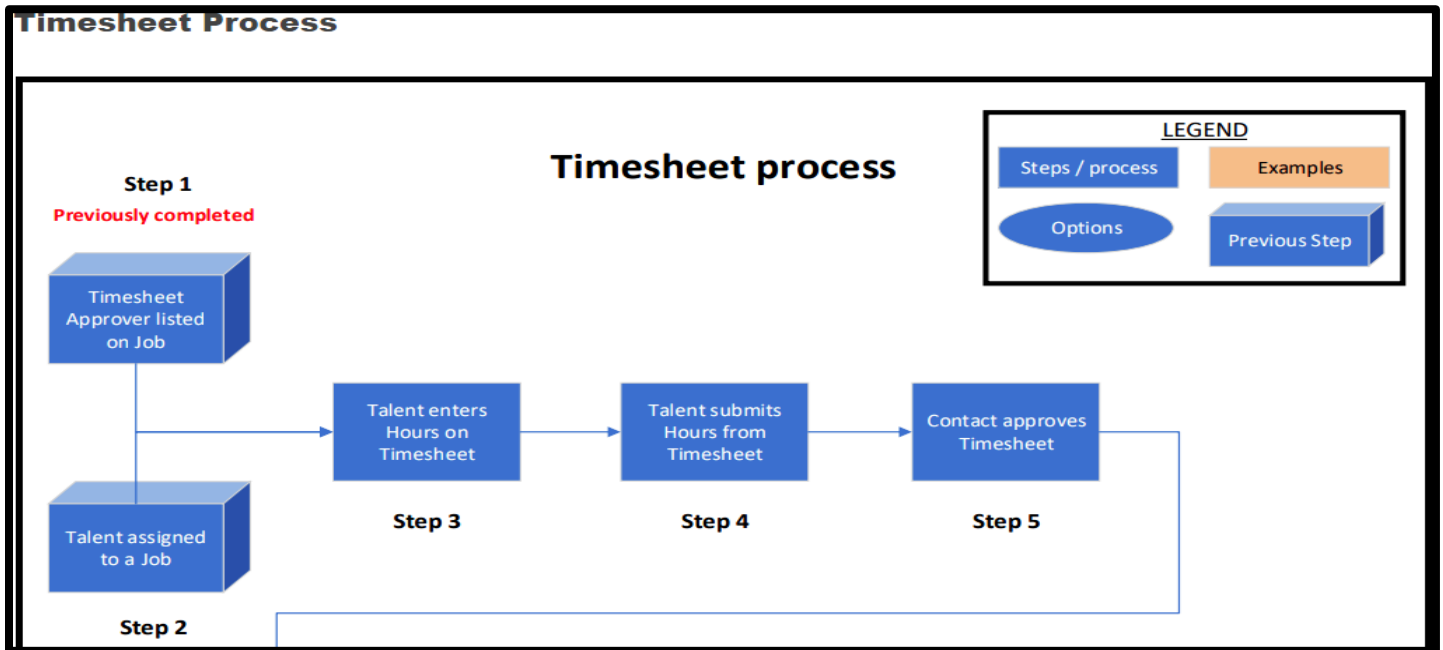 Timesheet Process
LEGEND
Steps / process
Examples
Options
Previous Step
Timesheet process
Step 1
Previously completed
Timesheet
Approver listed
on Job
Talent enters
Hours on
Timesheet
Talent submits
Hours from
Timesheet
Contact approves
Timesheet
Step 3
Step 4
Step 5
Talent assigned
to a Job
Step 2